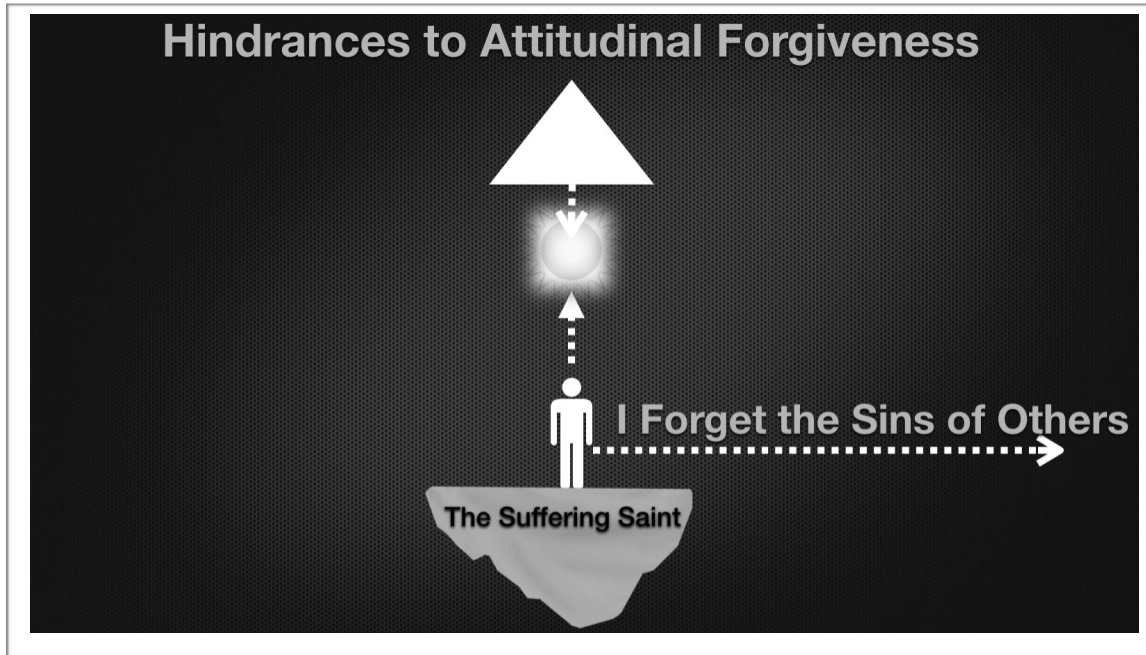 Hindrances to Attitudinal Forgiveness
I Forget the Sins of Others
The Suffering Saint